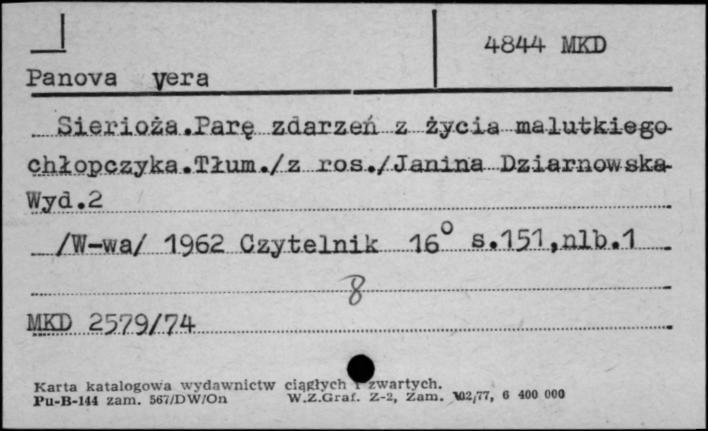 4844 MKD
Panova Vera
Sierioża.Parę zdarzeń z życia malutkiego
chłopczyka.Tłum./z ros./Janina Dziarnowska
Wyd.2
/W-wa/ 1962 Czytelnik 16° s.151,nlb.1
8
MKD 2579/74
Karta katalogowa wydawnictw ciągłych i zwartych.
Pu-B-144 zam. 567/DW/On W.Z.Graf. Z-2, Zam. 102/77, 6 400 000